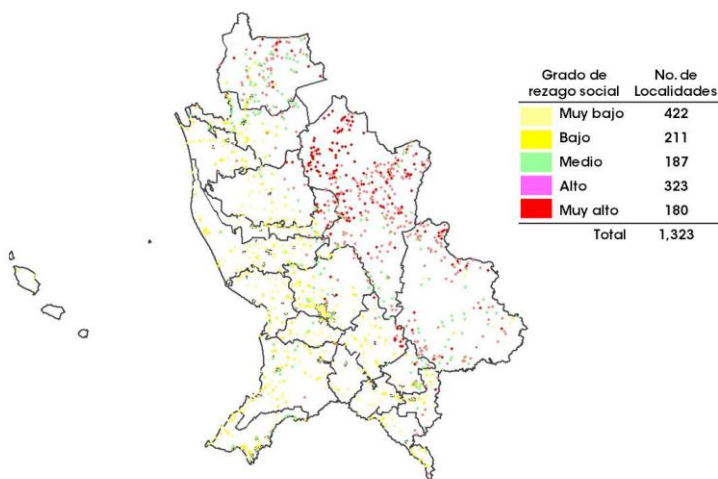 Grado de rezago social No. de Localidades
Muy bajo 422
Bajo 211
Medio 187
Alto 323
Muy alto 180
Total 1,323